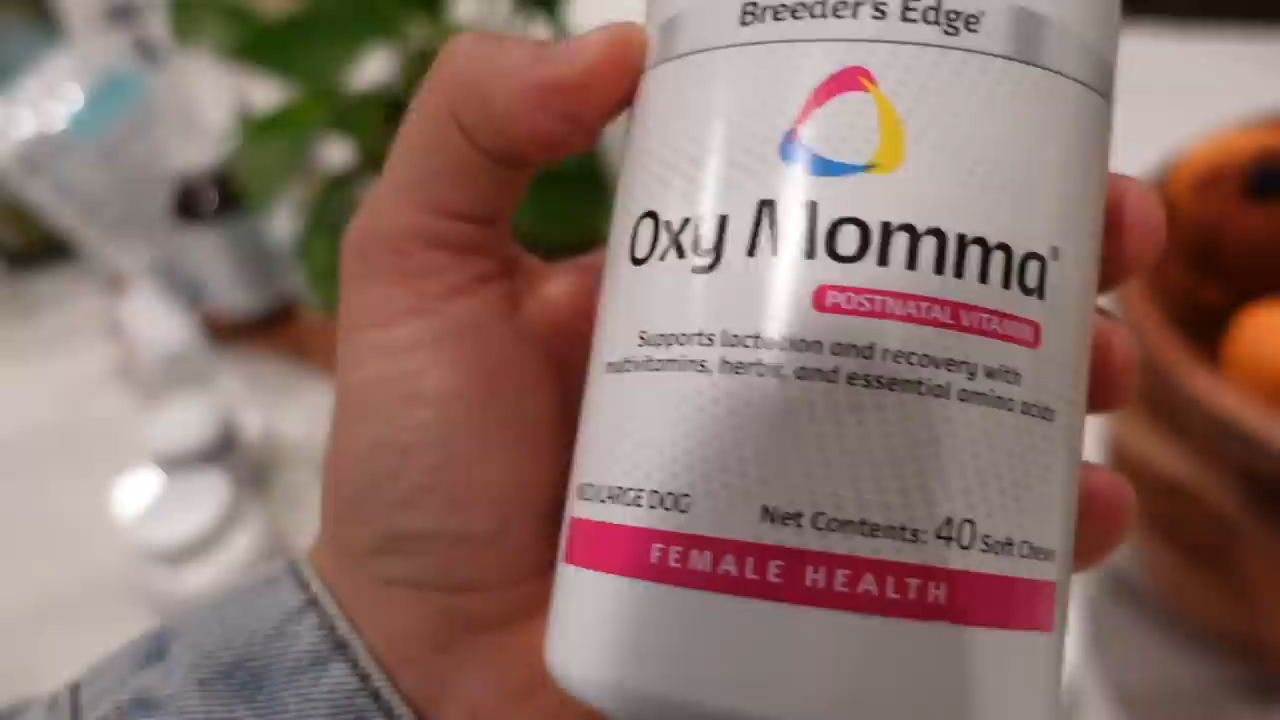 Breeder's Edge®
Oxy Momma®
POSTNATAL VITAMIN
Supports lactation and recovery with
multivitamins, herbs, and essential amino acids
LARGE DOG
Net Contents: 40 Soft Chews
FEMALE HEALTH